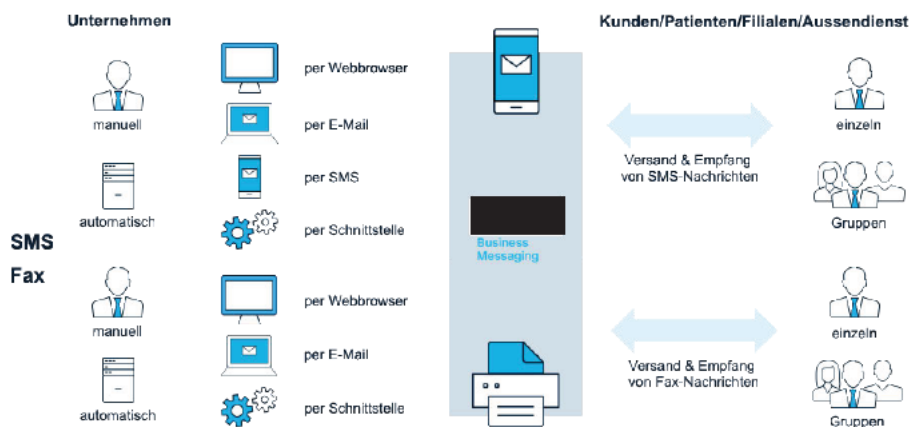 Unternehmen
Kunden/Patienten/Filialen/Aussendienst
manuell
per Webbrowser
per E-Mail
einzeln
Versand & Empfang
von SMS-Nachrichten
automatisch
per SMS
per Schnittstelle
Gruppen
Business
Messaging
SMS
Fax
manuell
per Webbrowser
per E-Mail
einzeln
Versand & Empfang
von Fax-Nachrichten
automatisch
per Schnittstelle
Gruppen